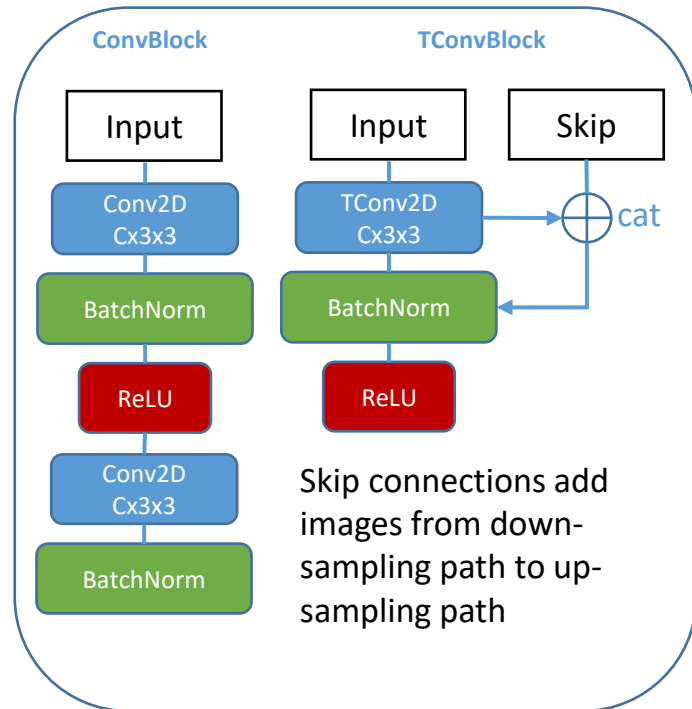 ConvBlock
Input
Conv2D
Cx3x3
BatchNorm
ReLU
Conv2D
Cx3x3
BatchNorm
TConvBlock
Input
Skip
TConv2D
Cx3x3
cat
BatchNorm
ReLU
Skip connections add
images from down-
sampling path to up-
sampling path